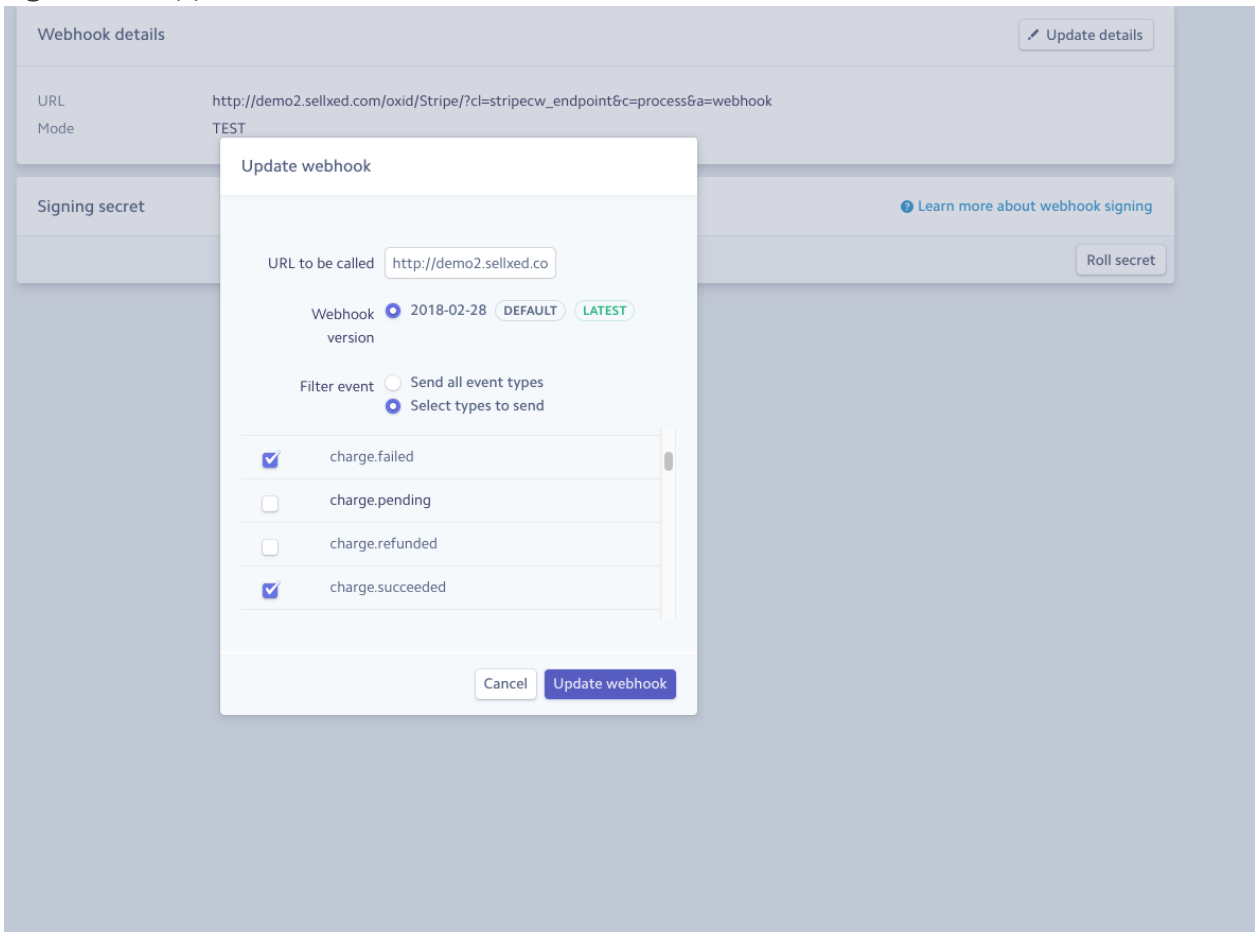 Webhook details
Update details
URL http://demo2.sellxed.com/oxid/Stripe/?cl=stripecw_endpoint&c=process&a=webhook
Mode TEST
Update webhook
Signing secret
Learn more about webhook signing
URL to be called http://demo2.sellxed.co
Roll secret
Webhook version 2018-02-28 DEFAULT LATEST
Filter event Send all event types
Select types to send
charge.failed
charge.pending
charge.refunded
charge.succeeded
Cancel Update webhook